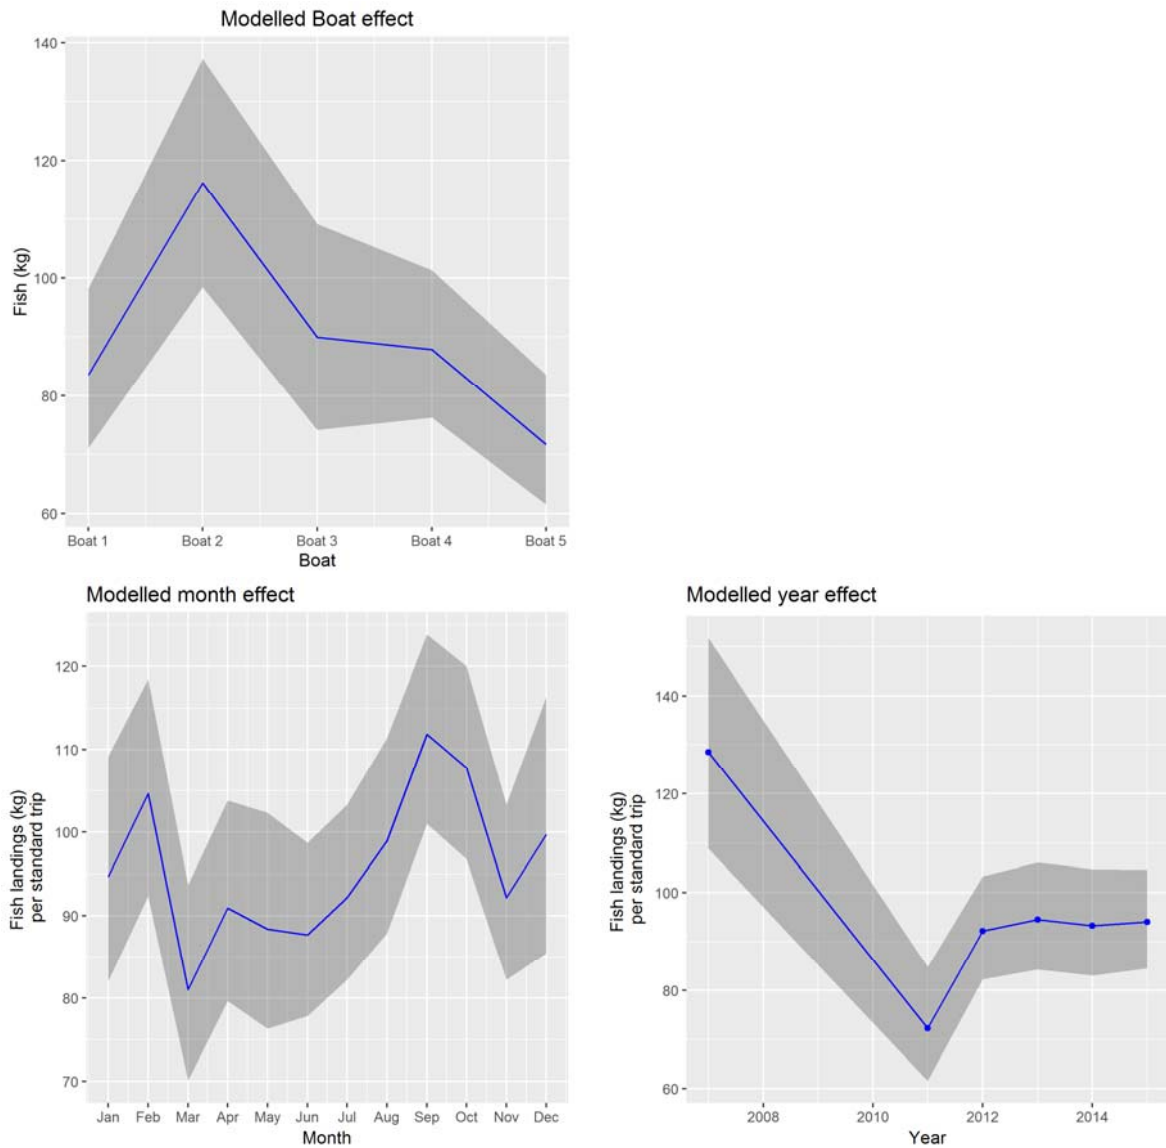 Modelled Boat effect
140
120
100
80
60
Fish (kg)
Boat 1 Boat 2 Boat 3 Boat 4 Boat 5
Boat
Modelled month effect
120
110
100
90
80
70
Fish landings (kg)
per standard trip
Jan Feb Mar Apr May Jun Jul Aug Sep Oct Nov Dec
Month
Modelled year effect
140
120
100
80
60
Fish landings (kg)
per standard trip
2008 2010 2012 2014
Year